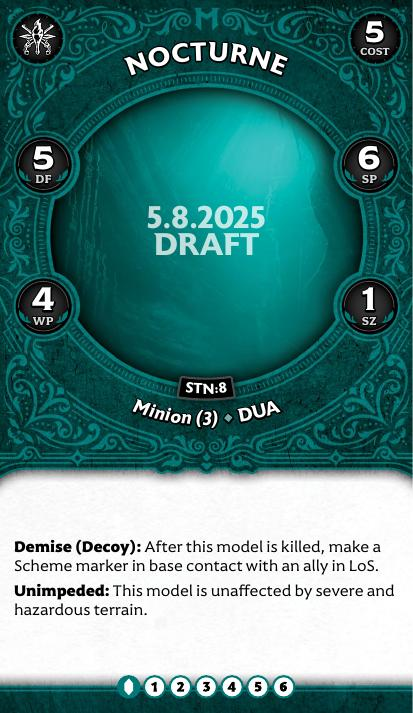 NOCTURNE
5
COST
5
DF
6
SP
5.8.2025
DRAFT
4
WP
1
SZ
STN:8
Minion (3) ⬥ DUA
Demise (Decoy): After this model is killed, make a
Scheme marker in base contact with an ally in LoS.
Unimpeded: This model is unaffected by severe and
hazardous terrain.
1 2 3 4 5 6